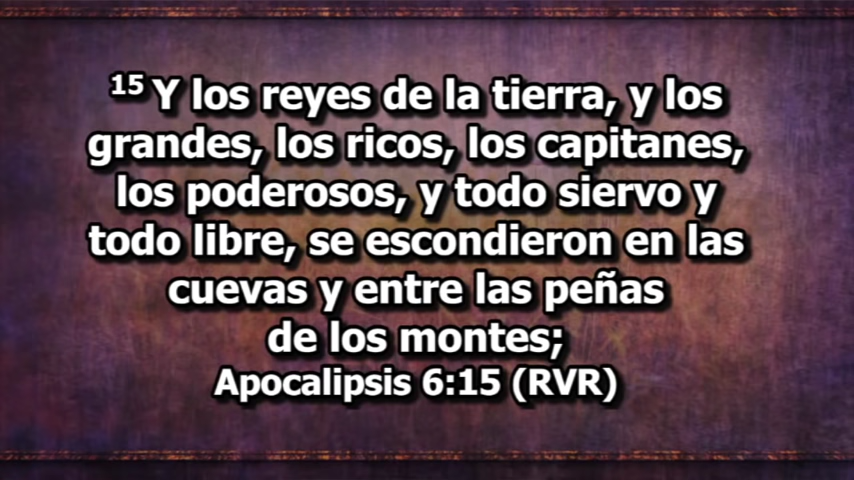 15 Y los reyes de la tierra, y los
grandes, los ricos, los capitanes,
los poderosos, y todo siervo y
todo libre, se escondieron en las
cuevas y entre las peñas
de los montes;
Apocalipsis 6:15 (RVR)